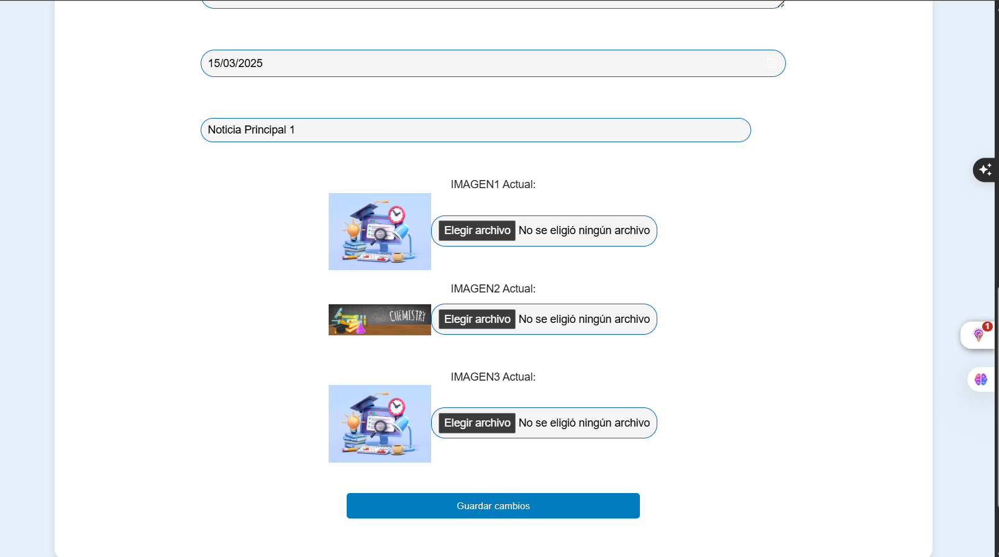 15/03/2025
Noticia Principal 1
IMAGEN1 Actual:
Elegir archivo No se eligió ningún archivo
IMAGEN2 Actual:
CHEMISTRY
Elegir archivo No se eligió ningún archivo
1
IMAGEN3 Actual:
Elegir archivo No se eligió ningún archivo
Guardar cambios